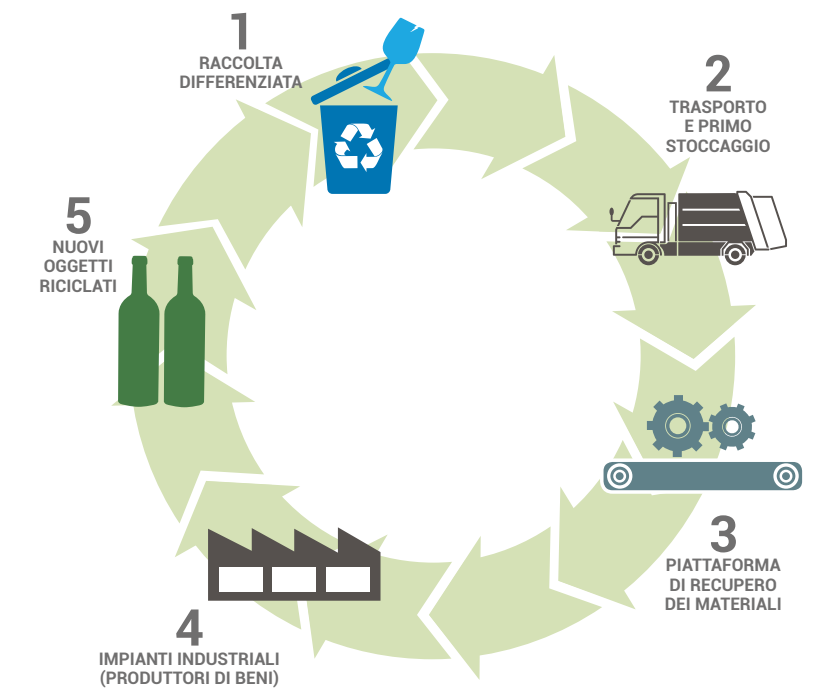 1
RACCOLTA
DIFFERENZIATA
2
TRASPORTO
E PRIMO
STOCCAGGIO
3
PIATTAFORMA
DI RECUPERO
DEI MATERIALI
4
IMPIANTI INDUSTRIALI
(PRODUTTORI DI BENI)
5
NUOVI
OGGETTI
RICICLATI